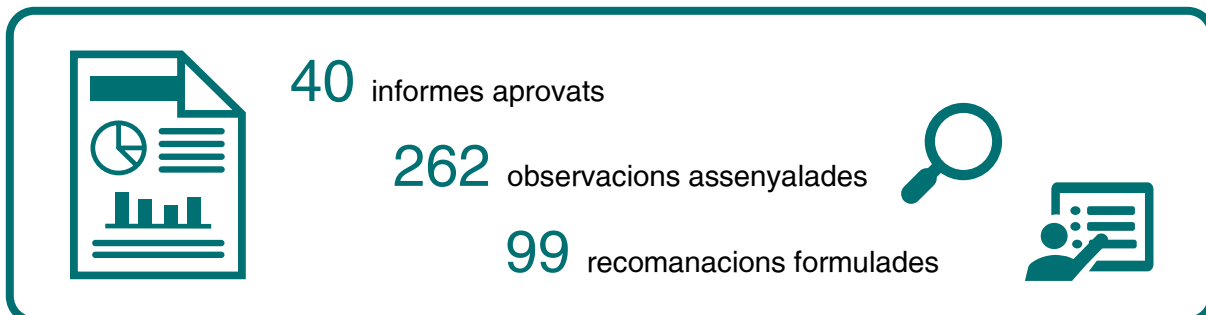 40 informes aprovats
262 observacions assenyalades
99 recomanacions formulades